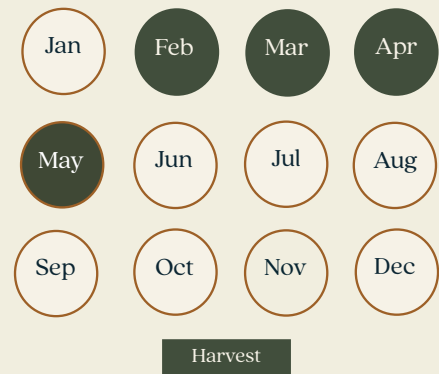 Jan Feb Mar Apr
May Jun Jul Aug
Sep Oct Nov Dec
Harvest